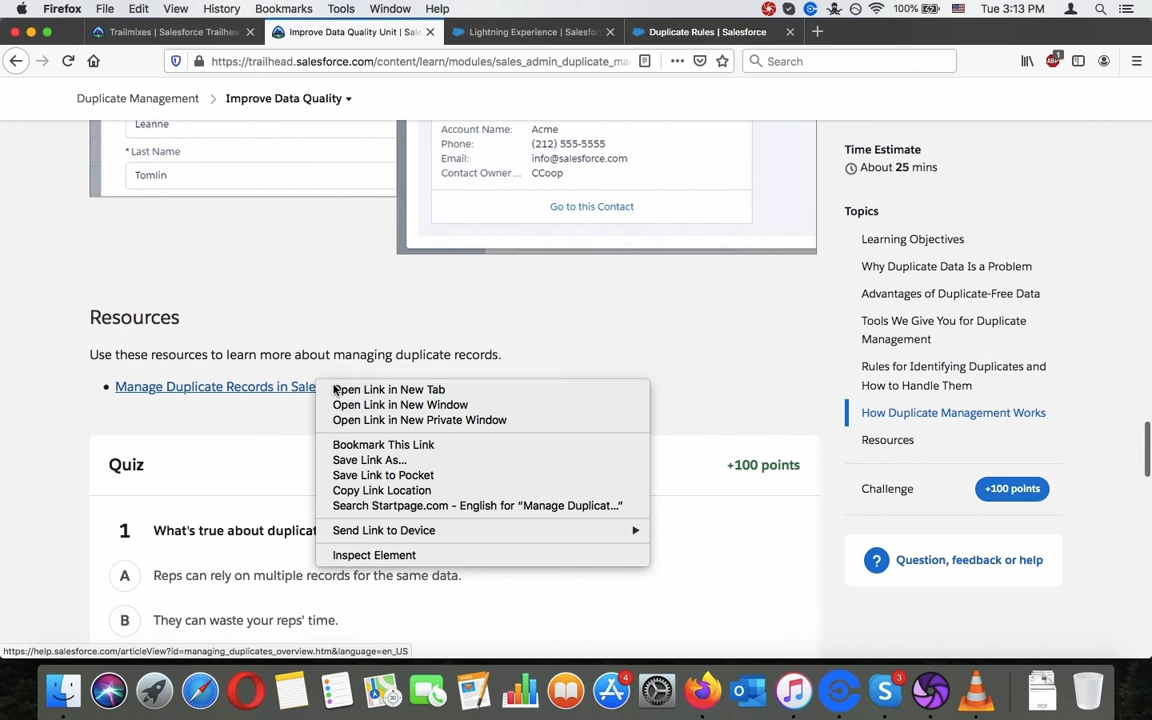 Firefox File Edit View History Bookmarks Tools Window Help 100% Tue 3:13 PM
Trailmixes | Salesforce Trailhea
Improve Data Quality Unit | Sale
Lightning Experience | Salesfor
Duplicate Rules | Salesforce
https://trailhead.salesforce.com/content/learn/modules/sales_admin_duplicate_ma
Search
Duplicate Management > Improve Data Quality
Leanne
* Last Name
Tomlin
Account Name: Acme
Phone: (212) 555-5555
Email: info@salesforce.com
Contact Owner ... CCoop
Go to this Contact
Resources
Use these resources to learn more about managing duplicate records.
• Manage Duplicate Records in Sale
Open Link in New Tab
Open Link in New Window
Open Link in New Private Window
Bookmark This Link
Save Link As...
Save Link to Pocket
Copy Link Location
Search Startpage.com - English for “Manage Duplicat...”
Send Link to Device
Inspect Element
Quiz
+100 points
1 What's true about duplicat
A Reps can rely on multiple records for the same data.
B They can waste your reps' time.
Time Estimate
About 25 mins
Topics
Learning Objectives
Why Duplicate Data Is a Problem
Advantages of Duplicate-Free Data
Tools We Give You for Duplicate
Management
Rules for Identifying Duplicates and
How to Handle Them
How Duplicate Management Works
Resources
Challenge +100 points
? Question, feedback or help
https://help.salesforce.com/articleView?id=managing_duplicates_overview.htm&language=en_US
4
3
PDF